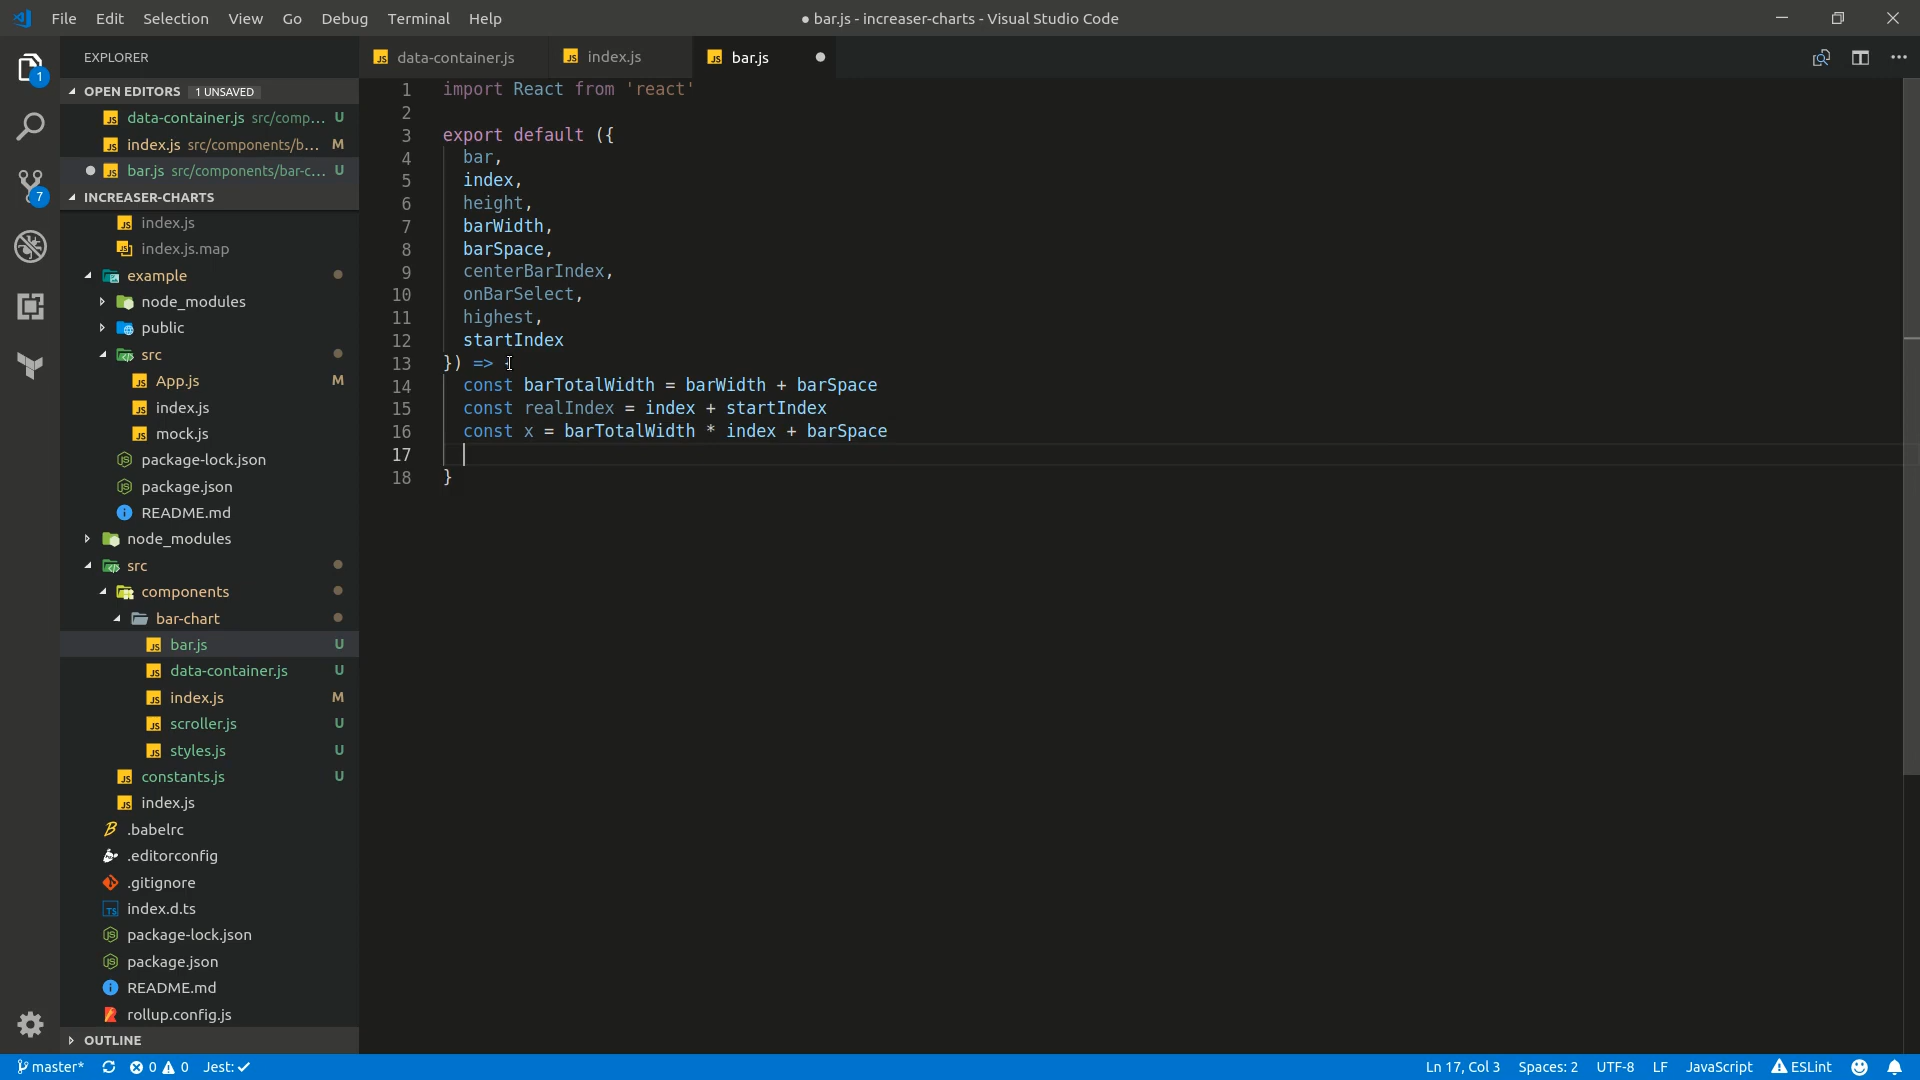 File Edit Selection View Go Debug Terminal Help
● bar.js - increaser-charts - Visual Studio Code
EXPLORER
data-container.js
index.js
bar.js
1
OPEN EDITORS 1 UNSAVED
data-container.js src/comp... U
index.js src/components/b... M
bar.js src/components/bar-c... U
7
INCREASER-CHARTS
index.js
index.js.map
example
node_modules
public
src
App.js M
index.js
mock.js
package-lock.json
package.json
README.md
node_modules
src
components
bar-chart
bar.js U
data-container.js U
index.js M
scroller.js U
styles.js U
constants.js U
index.js
.babelrc
.editorconfig
.gitignore
index.d.ts
package-lock.json
package.json
README.md
rollup.config.js
OUTLINE
1 import React from 'react'
2
3 export default ({
4 bar,
5 index,
6 height,
7 barWidth,
8 barSpace,
9 centerBarIndex,
10 onBarSelect,
11 highest,
12 startIndex
13 }) => {
14 const barTotalWidth = barWidth + barSpace
15 const realIndex = index + startIndex
16 const x = barTotalWidth * index + barSpace
17
18 }
master* 0 0 Jest: ✓
Ln 17, Col 3 Spaces: 2 UTF-8 LF JavaScript ESLint